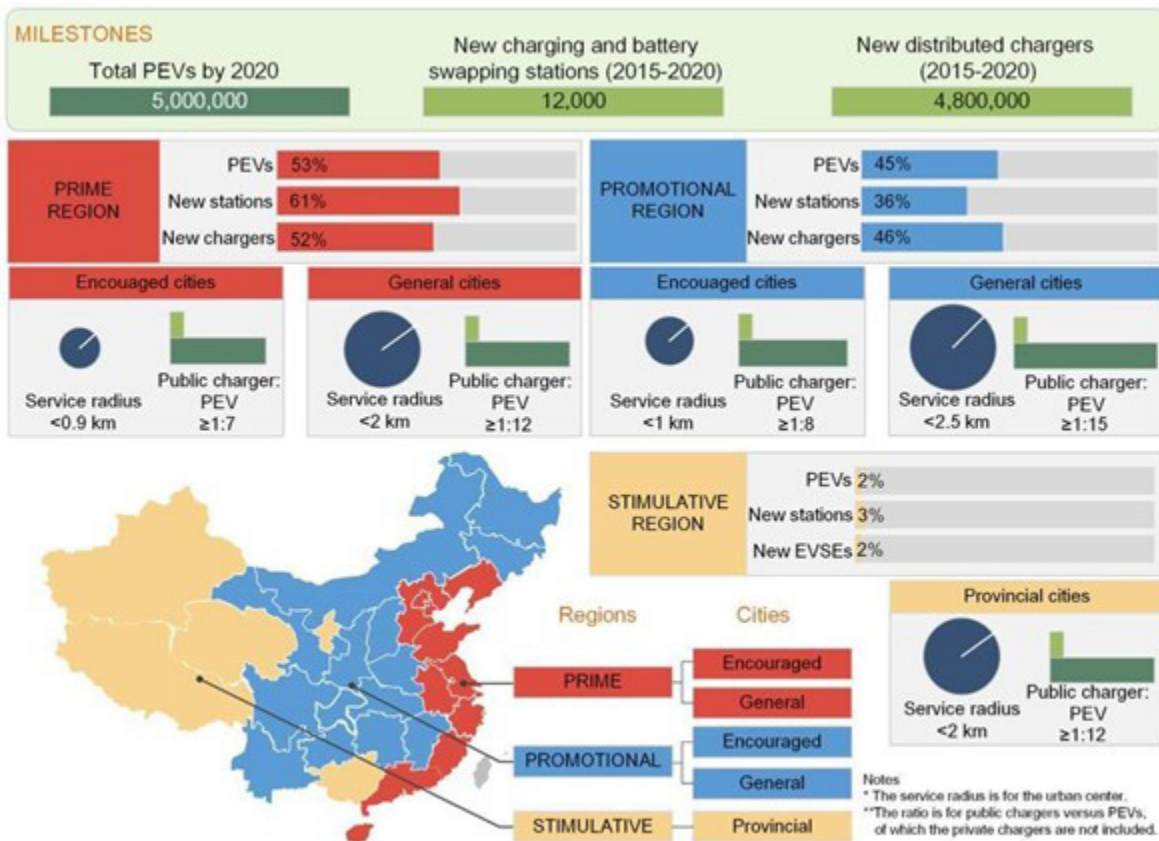 MILESTONES
Total PEVs by 2020
5,000,000
New charging and battery
swapping stations (2015-2020)
12,000
New distributed chargers
(2015-2020)
4,800,000
PRIME
REGION
PEVs 53%
New stations 61%
New chargers 52%
PROMOTIONAL
REGION
PEVs 45%
New stations 36%
New chargers 46%
Encouaged cities
Service radius
<0.9 km
Public charger:
PEV
≥1:7
General cities
Service radius
<2 km
Public charger:
PEV
≥1:12
Encouaged cities
Service radius
<1 km
Public charger:
PEV
≥1:8
General cities
Service radius
<2.5 km
Public charger:
PEV
≥1:15
STIMULATIVE
REGION
PEVs 2%
New stations 3%
New EVSEs 2%
Provincial cities
Service radius
<2 km
Public charger:
PEV
≥1:12
Regions
Cities
PRIME
Encouraged
General
PROMOTIONAL
Encouraged
General
STIMULATIVE
Provincial
Notes
* The service radius is for the urban center.
**The ratio is for public chargers versus PEVs,
of which the private chargers are not included.